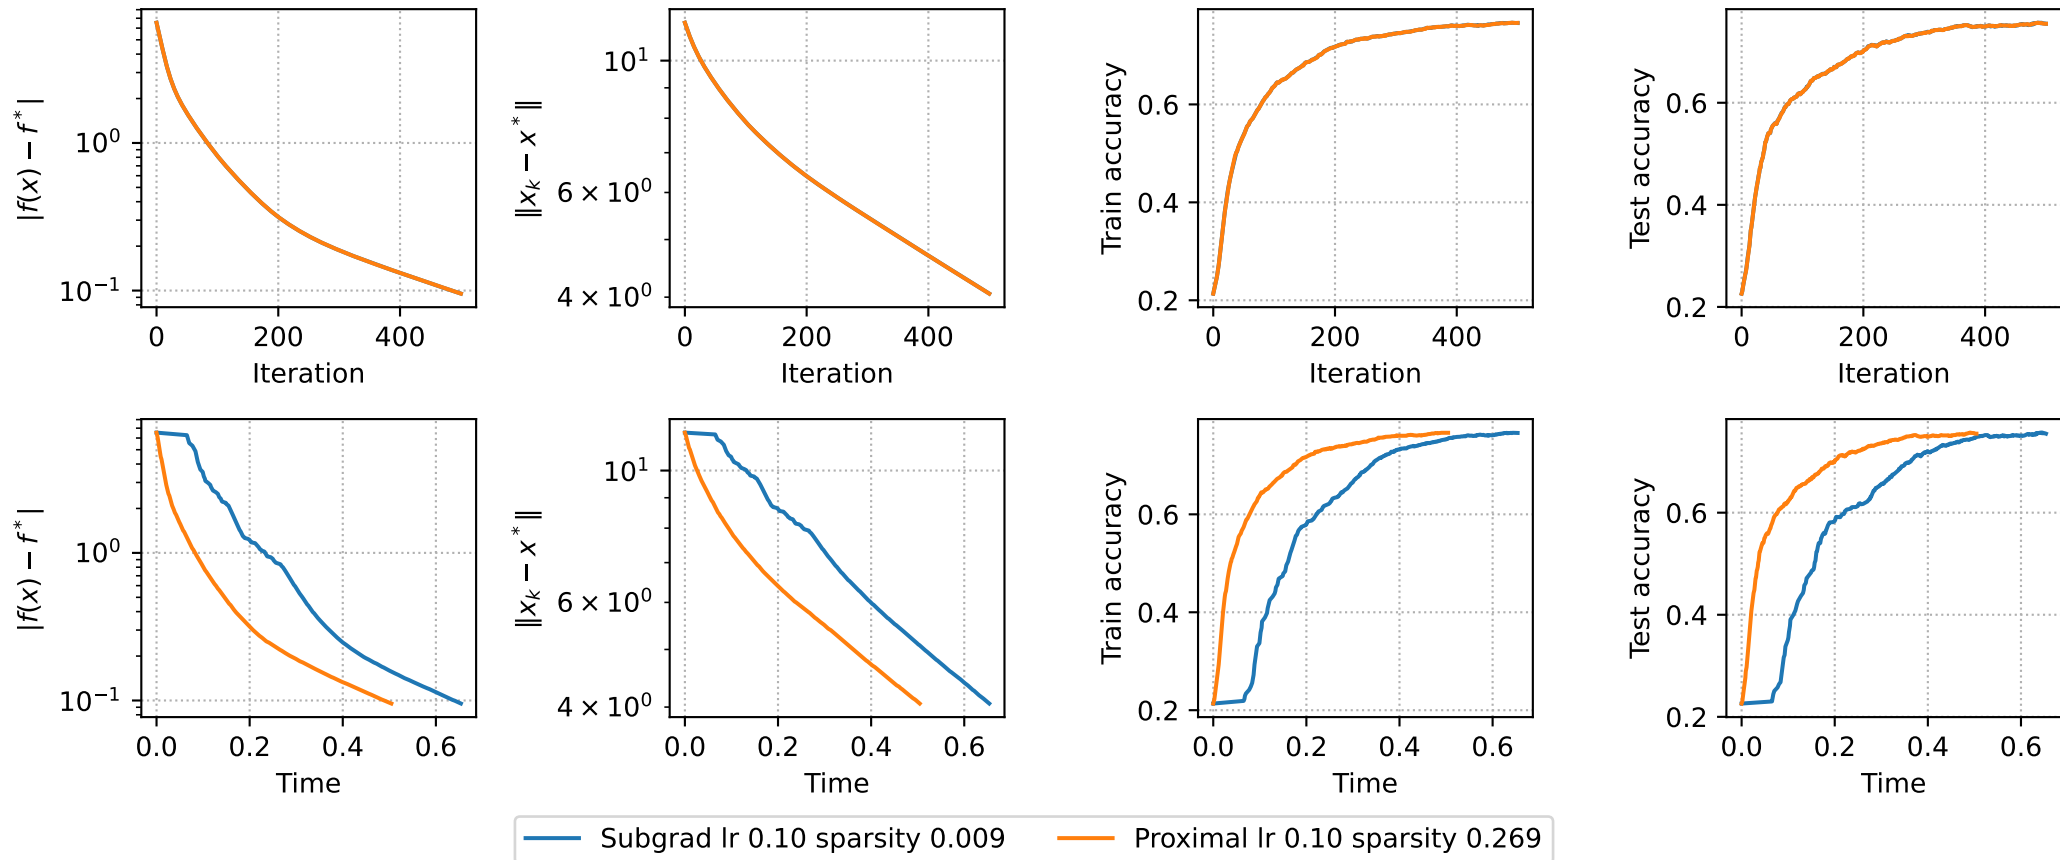 |f(x) − f*|
10⁰
10⁻¹
0 200 400
Iteration
‖x_k − x*‖
10¹
6 × 10⁰
4 × 10⁰
0 200 400
Iteration
Train accuracy
0.6
0.4
0.2
0 200 400
Iteration
Test accuracy
0.6
0.4
0.2
0 200 400
Iteration
|f(x) − f*|
10⁰
10⁻¹
0.0 0.2 0.4 0.6
Time
‖x_k − x*‖
10¹
6 × 10⁰
4 × 10⁰
0.0 0.2 0.4 0.6
Time
Train accuracy
0.6
0.4
0.2
0.0 0.2 0.4 0.6
Time
Test accuracy
0.6
0.4
0.2
0.0 0.2 0.4 0.6
Time
Subgrad lr 0.10 sparsity 0.009
Proximal lr 0.10 sparsity 0.269